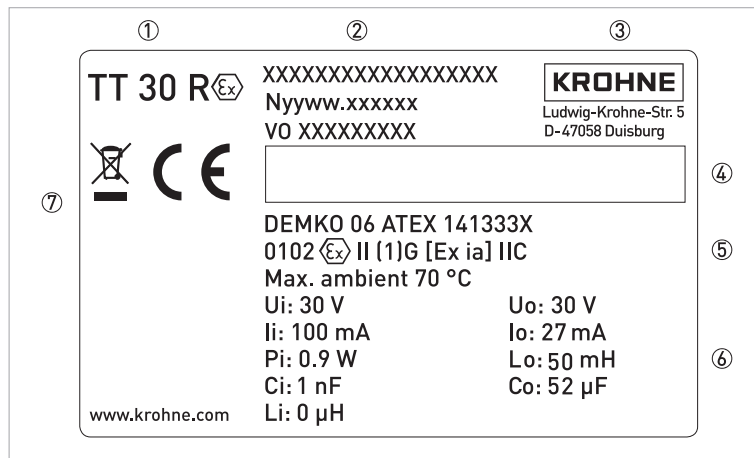 ① ② ③
TT 30 R Ex
XXXXXXXXXXXXXXXXXX
Nyyww.xxxxxx
VO XXXXXXXXX
KROHNE
Ludwig-Krohne-Str. 5
D-47058 Duisburg
CE
④
⑦
DEMKO 06 ATEX 141333X
0102 Ex II (1)G [Ex ia] IIC
⑤
Max. ambient 70 °C
Ui: 30 V Uo: 30 V
Ii: 100 mA Io: 27 mA
Pi: 0.9 W Lo: 50 mH
⑥
Ci: 1 nF Co: 52 µF
www.krohne.com
Li: 0 µH